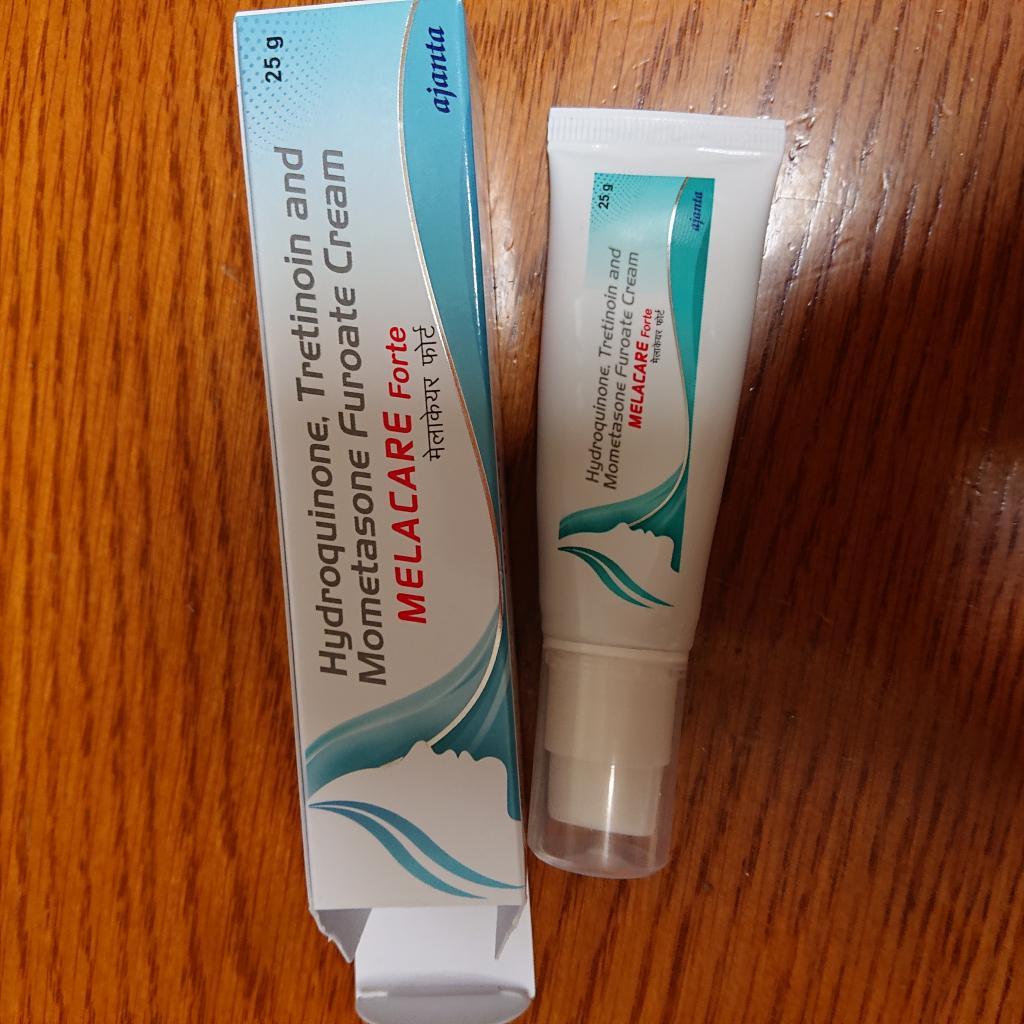 25 g
ajanta
Hydroquinone, Tretinoin and
Mometasone Furoate Cream
MELACARE Forte
मेलाकेयर फोर्ट
25 g
ajanta
Hydroquinone, Tretinoin and
Mometasone Furoate Cream
MELACARE Forte
मेलाकेयर फोर्ट